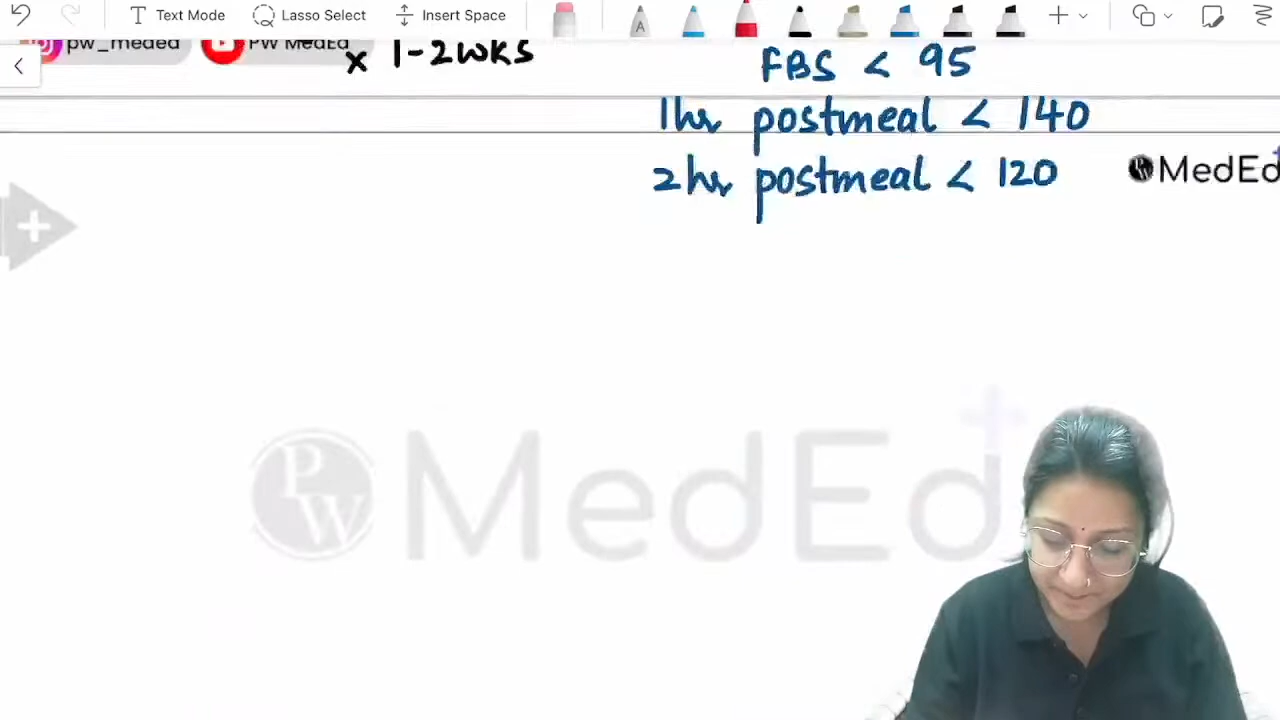 Text Mode Lasso Select Insert Space
pw_meded PW MedEd
x 1-2wks
FBS < 95
1hr postmeal < 140
2hr postmeal < 120
MedEd
PW MedEd